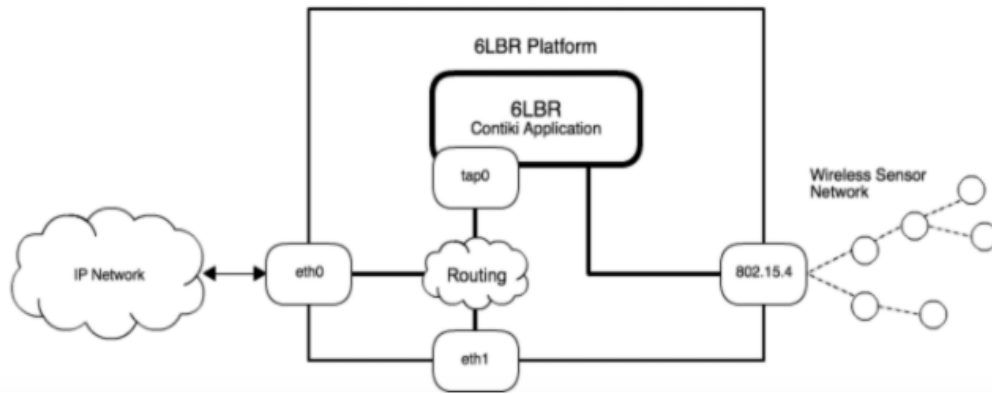 6LBR Platform
6LBR
Contiki Application
tap0
Wireless Sensor
Network
IP Network
eth0
Routing
802.15.4
eth1